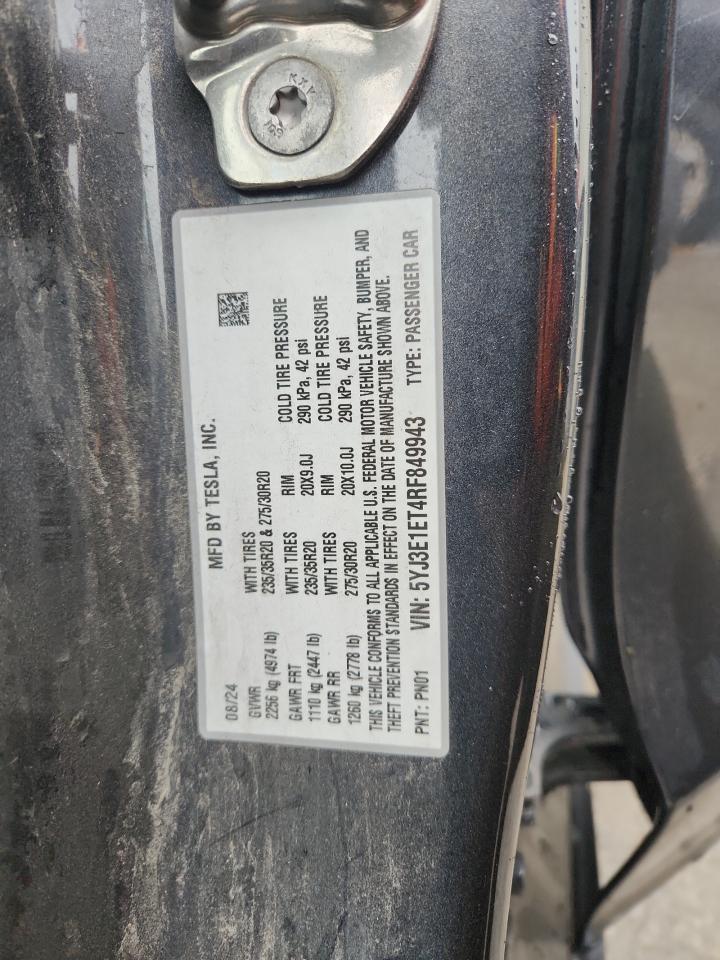 MFD BY TESLA, INC.
08/24
GVWR WITH TIRES
2256 kg (4974 lb) 235/35R20 & 275/30R20
GAWR FRT WITH TIRES RIM COLD TIRE PRESSURE
1110 kg (2447 lb) 235/35R20 20X9.0J 290 kPa, 42 psi
GAWR RR WITH TIRES RIM COLD TIRE PRESSURE
1260 kg (2778 lb) 275/30R20 20X10.0J 290 kPa, 42 psi
THIS VEHICLE CONFORMS TO ALL APPLICABLE U.S. FEDERAL MOTOR VEHICLE SAFETY, BUMPER, AND
THEFT PREVENTION STANDARDS IN EFFECT ON THE DATE OF MANUFACTURE SHOWN ABOVE.
PNT: PN01 VIN: 5YJ3E1ET4RF849943 TYPE: PASSENGER CAR